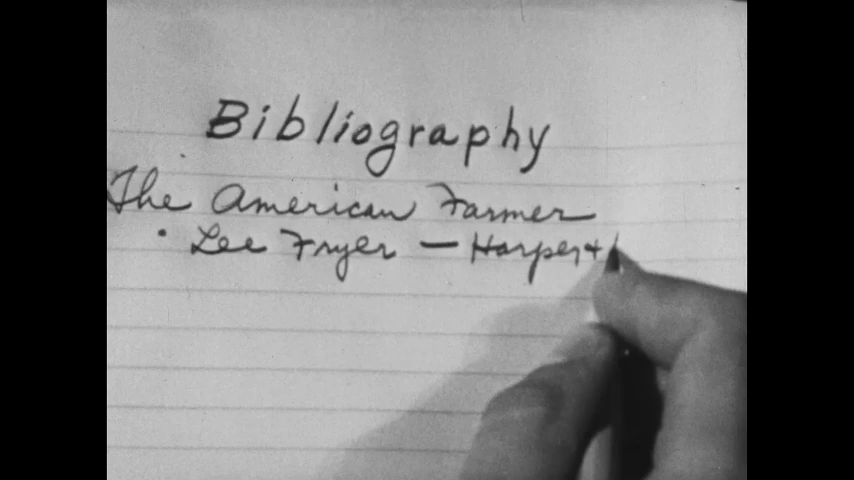 Bibliography
The American Farmer
Lee Fryer — Harper +